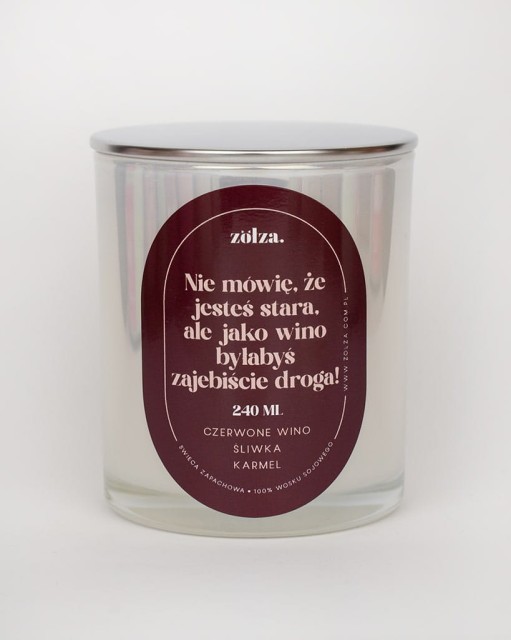 zołza.
Nie mówię, że
jesteś stara,
ale jako wino
byłabyś
zajebiście droga!
240 ML
CZERWONE WINO
ŚLIWKA
KARMEL
ŚWIECA ZAPACHOWA • 100% WOSKU SOJOWEGO
WWW.ZOLZA.COM.PL